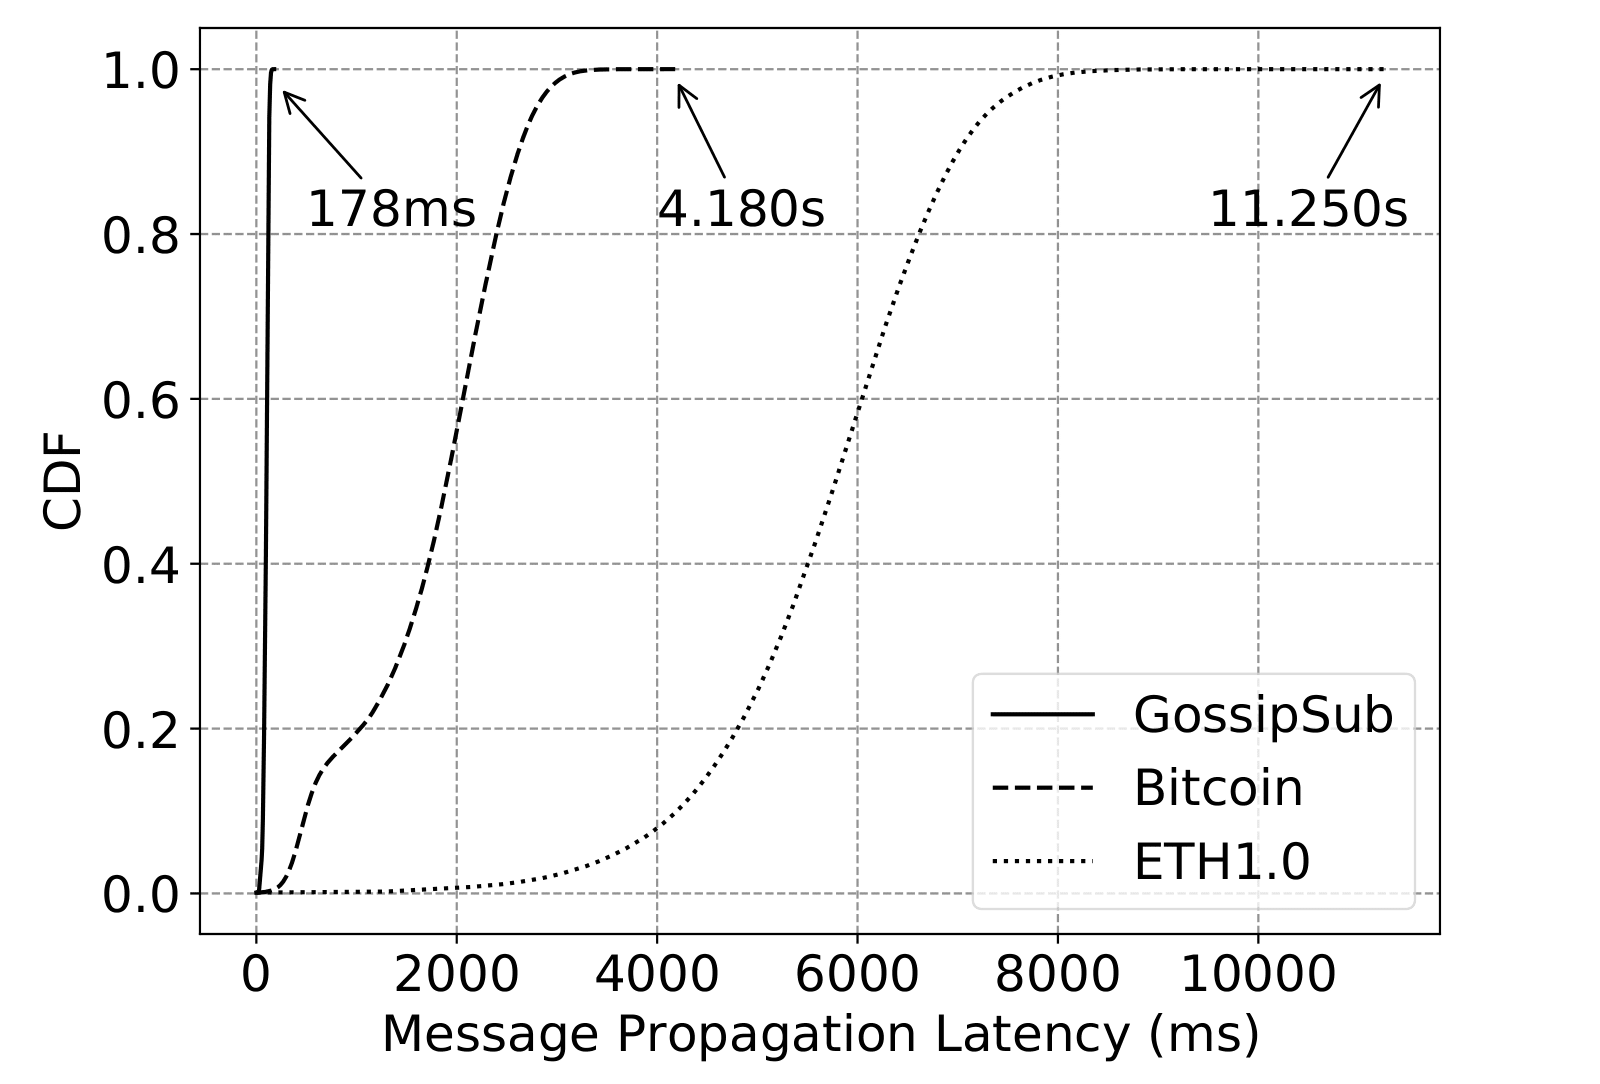 1.0
0.8
0.6
0.4
0.2
0.0
CDF
178ms
4.180s
11.250s
GossipSub
Bitcoin
ETH1.0
0 2000 4000 6000 8000 10000
Message Propagation Latency (ms)